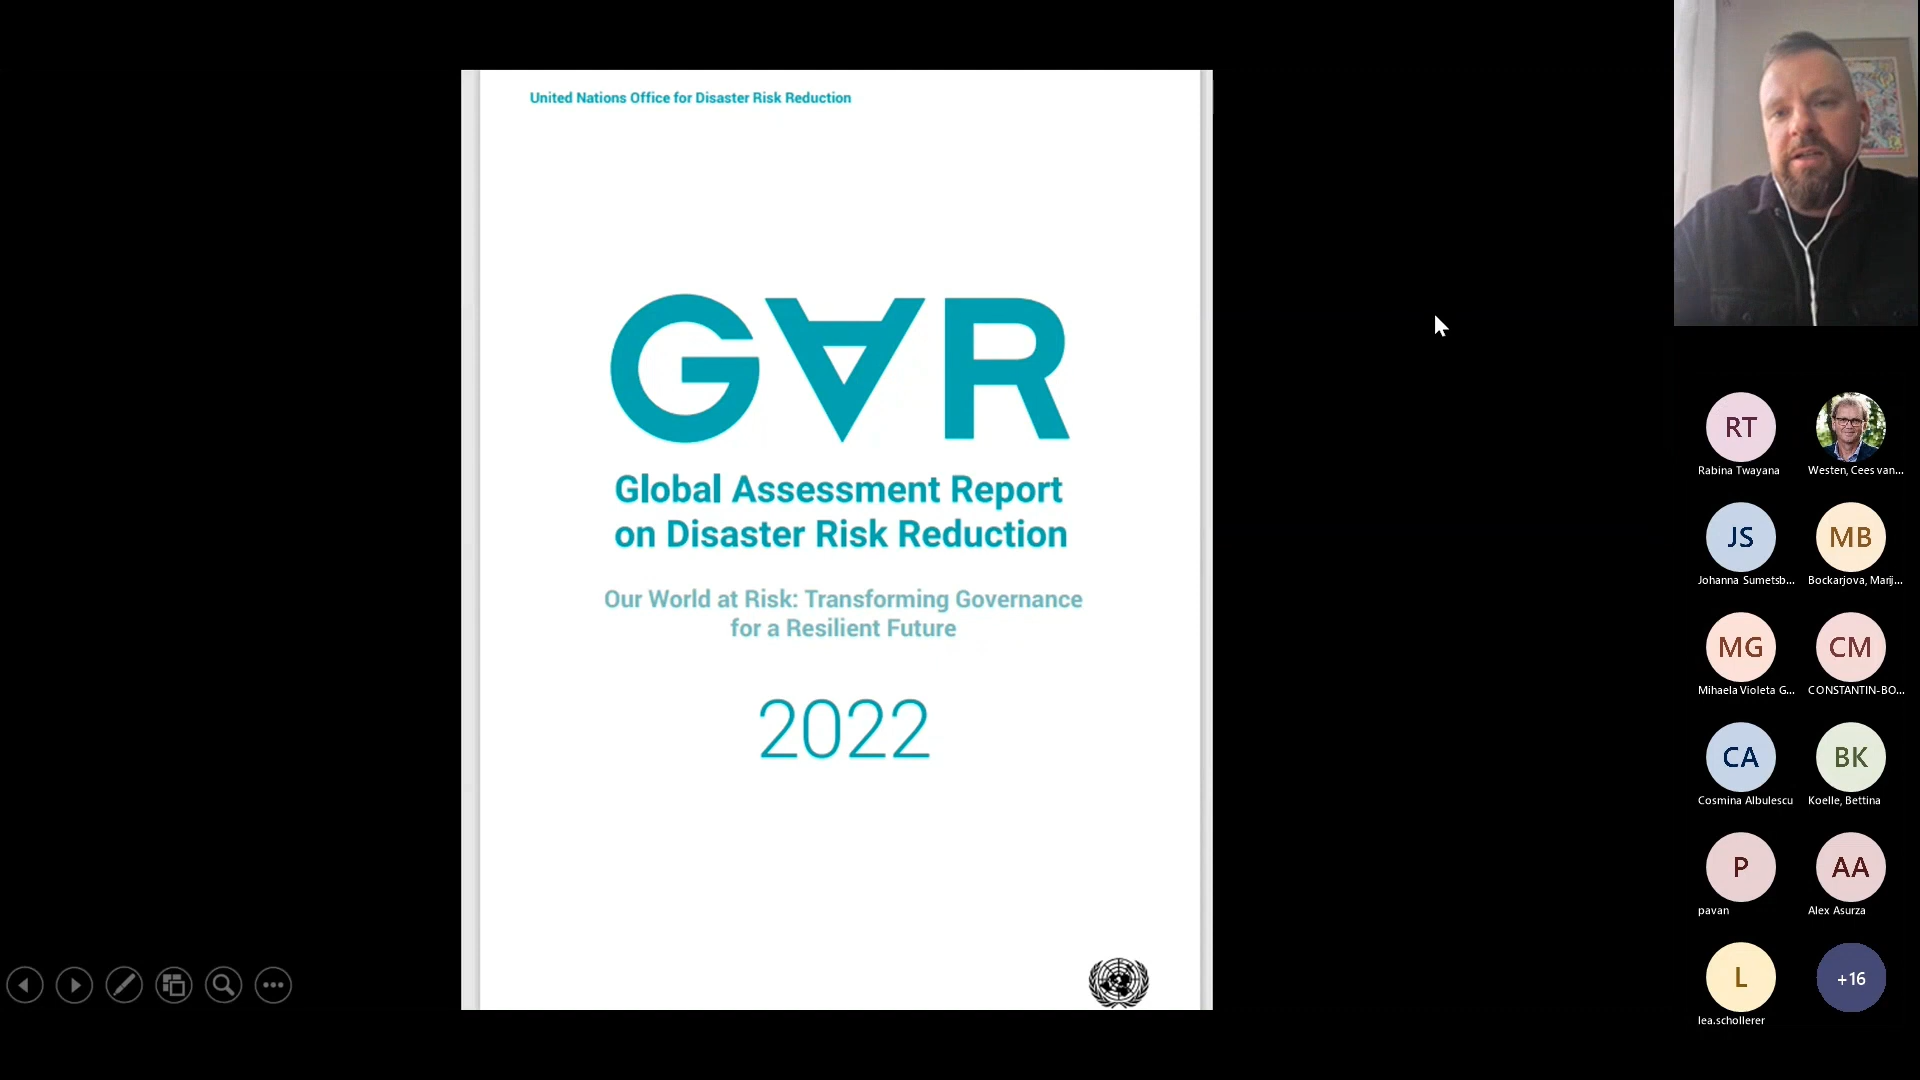 United Nations Office for Disaster Risk Reduction
GAR
Global Assessment Report
on Disaster Risk Reduction
Our World at Risk: Transforming Governance
for a Resilient Future
2022
RT
Rabina Twayana
Westen, Cees van...
JS
Johanna Sumetsb...
MB
Bockarjova, Marij...
MG
Mihaela Violeta G...
CM
CONSTANTIN-BO...
CA
Cosmina Albulescu
BK
Koelle, Bettina
P
pavan
AA
Alex Asurza
L
lea.schollerer
+16